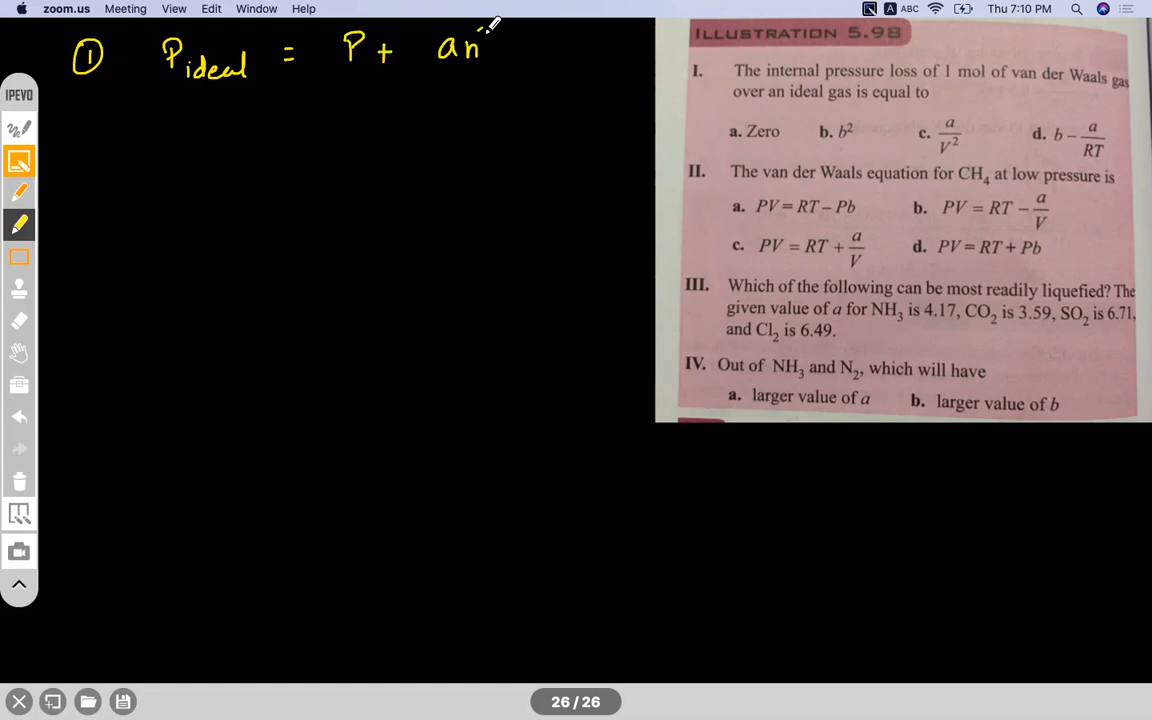 zoom.us Meeting View Edit Window Help A ABC Thu 7:10 PM
① P_ideal = P + an
IPEVO
ILLUSTRATION 5.98
I. The internal pressure loss of 1 mol of van der Waals gas
over an ideal gas is equal to
a. Zero b. b² c. a/V² d. b – a/RT
II. The van der Waals equation for CH₄ at low pressure is
a. PV = RT – Pb b. PV = RT – a/V
c. PV = RT + a/V d. PV = RT + Pb
III. Which of the following can be most readily liquefied? The
given value of a for NH₃ is 4.17, CO₂ is 3.59, SO₂ is 6.71,
and Cl₂ is 6.49.
IV. Out of NH₃ and N₂, which will have
a. larger value of a b. larger value of b
26 / 26